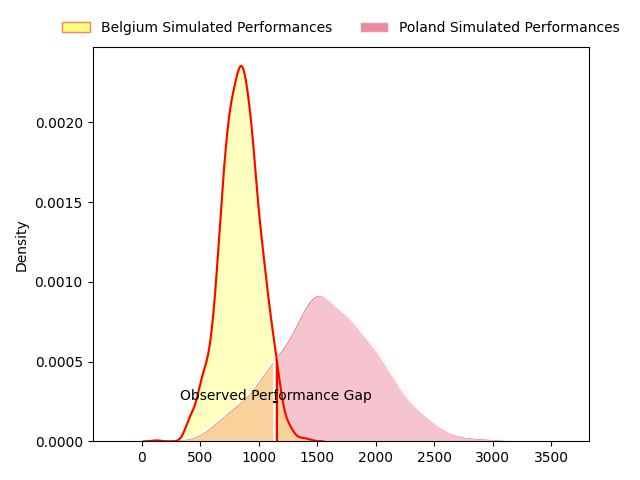 Belgium Simulated Performances Poland Simulated Performances
0.0020
0.0015
0.0010
0.0005
0.0000
Density
Observed Performance Gap
0 500 1000 1500 2000 2500 3000 3500